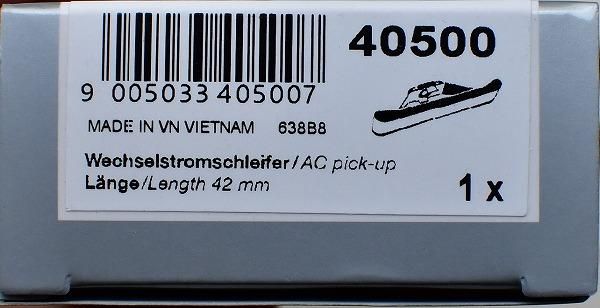 40500
9 005033 405007
MADE IN VN VIETNAM 638B8
Wechselstromschleifer/AC pick-up
Länge/Length 42 mm
1 x